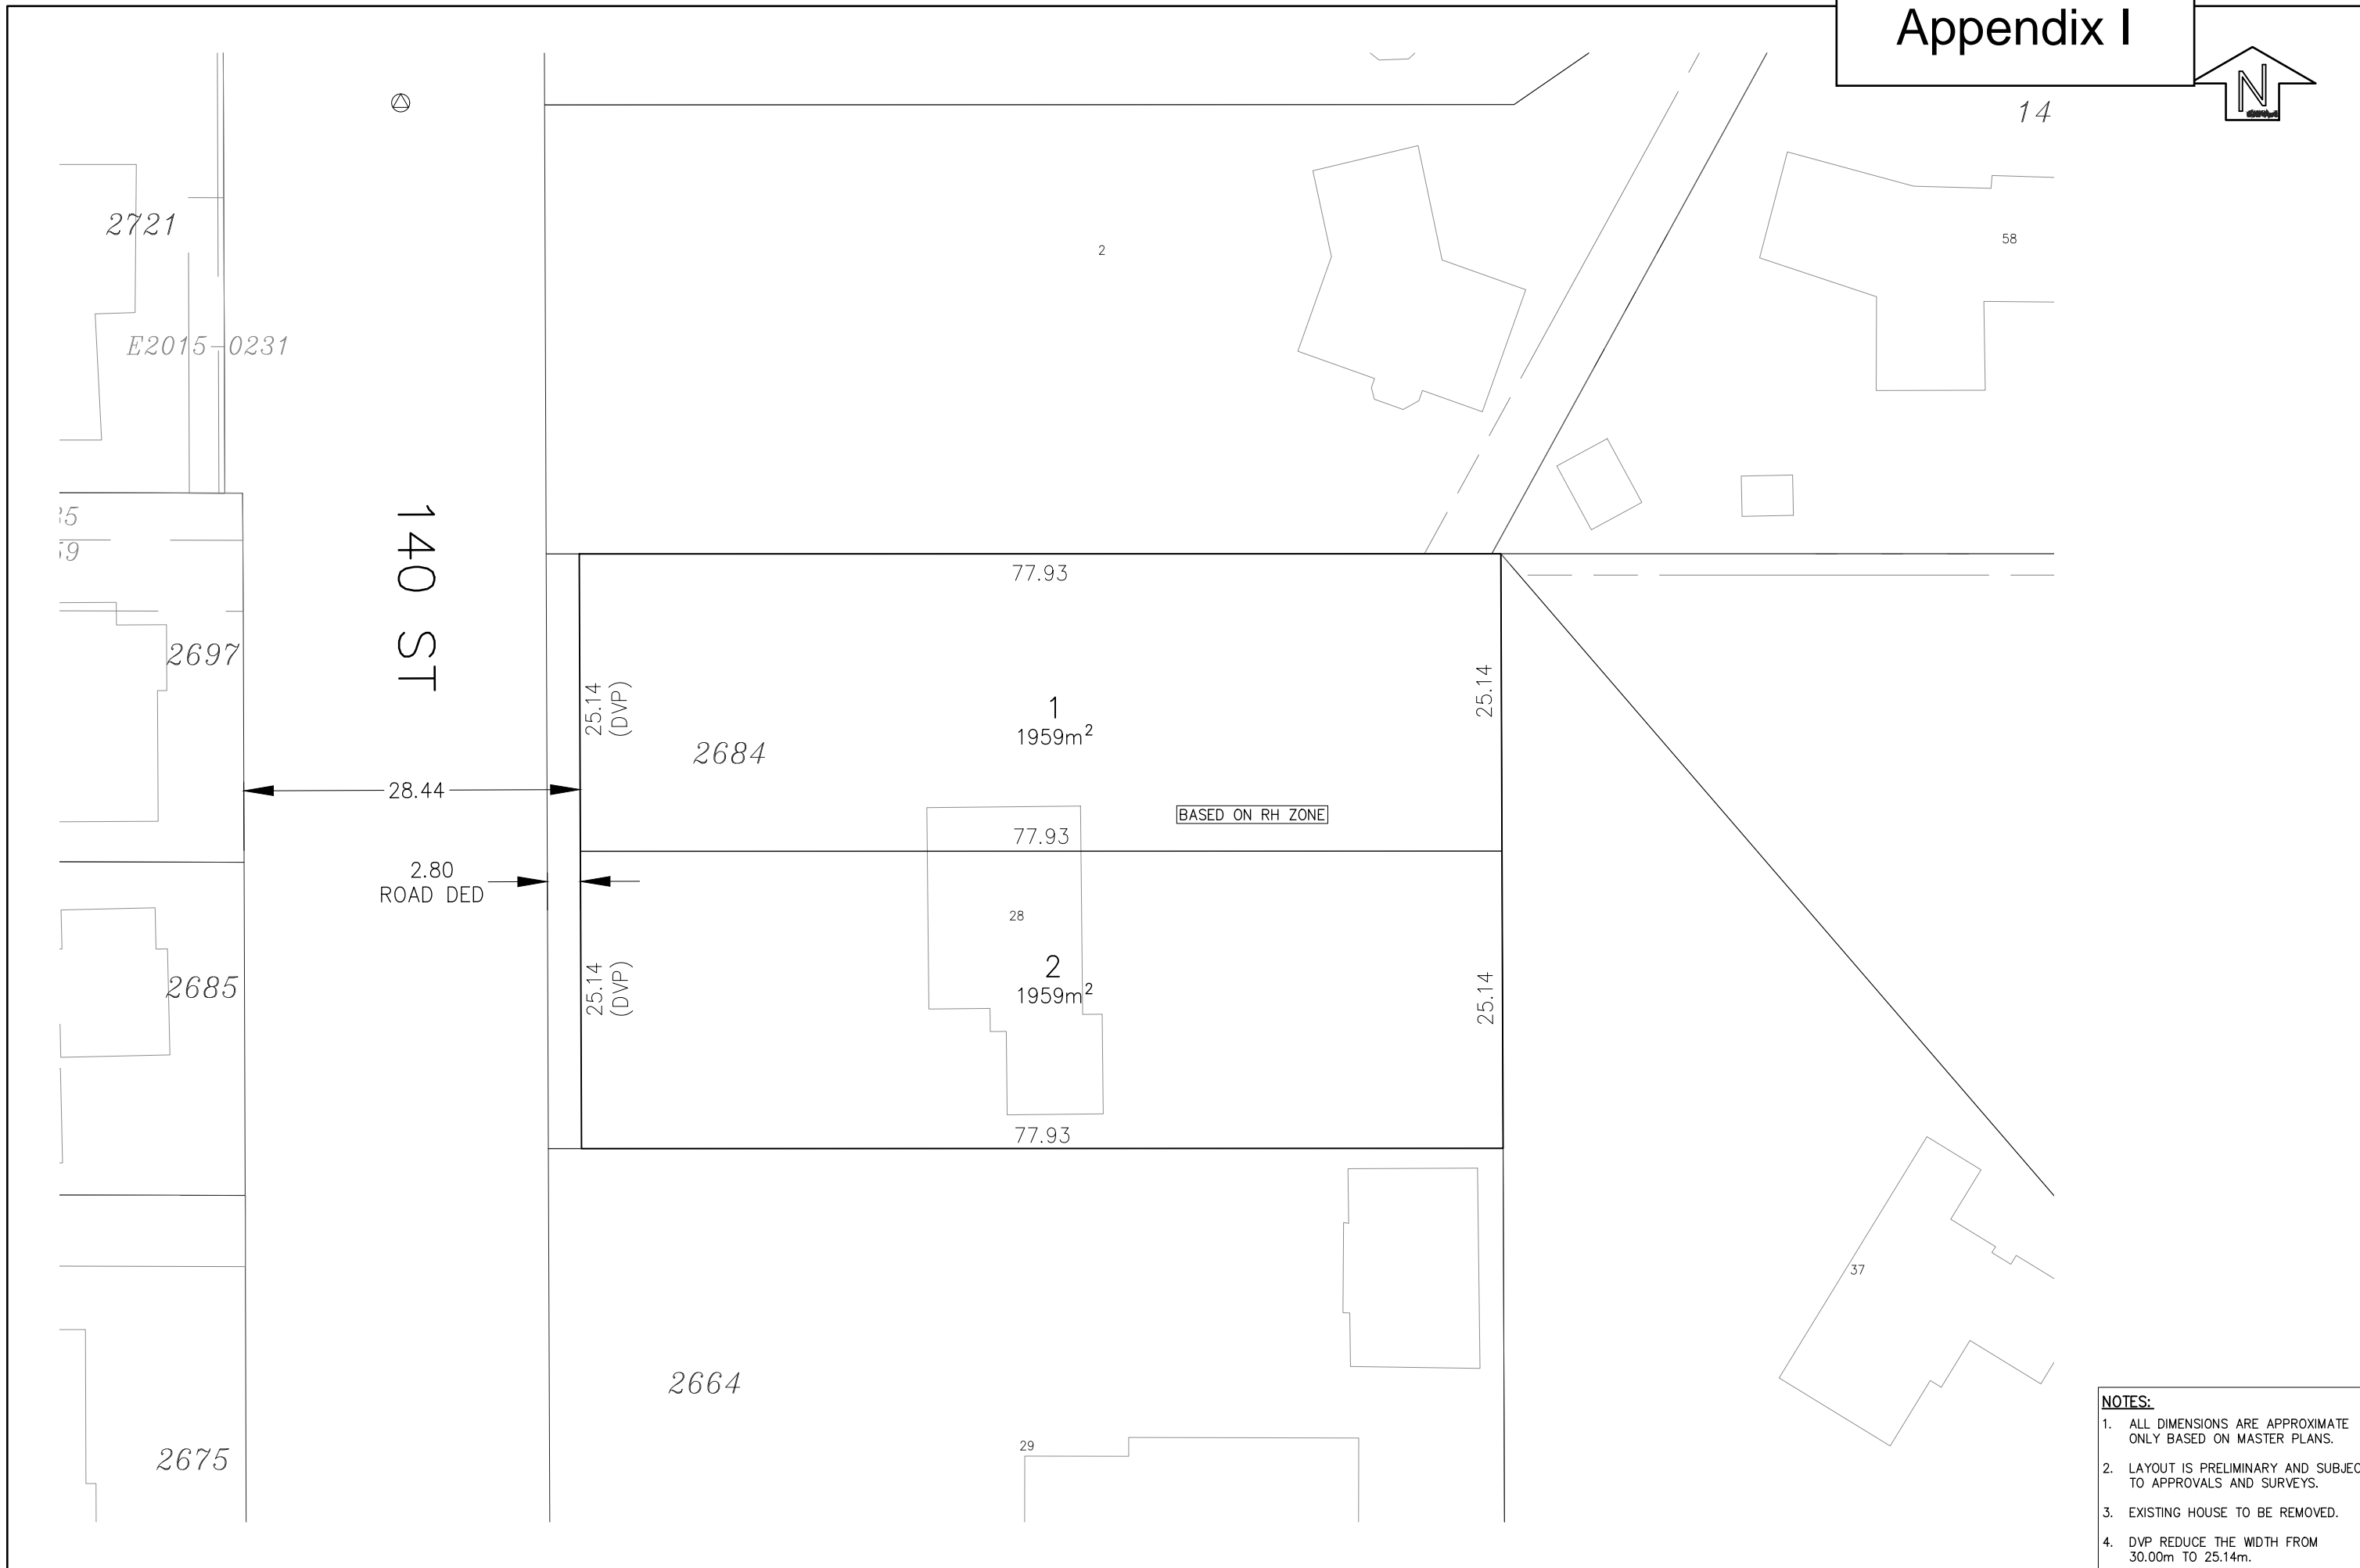 Appendix I
N
14
2721
2
58
E2015-0231
35
59
140 ST
77.93
2697
25.14
(DVP)
25.14
1
1959m²
2684
28.44
BASED ON RH ZONE
77.93
2.80
ROAD DED
28
25.14
(DVP)
2
1959m²
25.14
2685
77.93
37
2664
29
2675
NOTES:
1. ALL DIMENSIONS ARE APPROXIMATE
ONLY BASED ON MASTER PLANS.
2. LAYOUT IS PRELIMINARY AND SUBJEC
TO APPROVALS AND SURVEYS.
3. EXISTING HOUSE TO BE REMOVED.
4. DVP REDUCE THE WIDTH FROM
30.00m TO 25.14m.